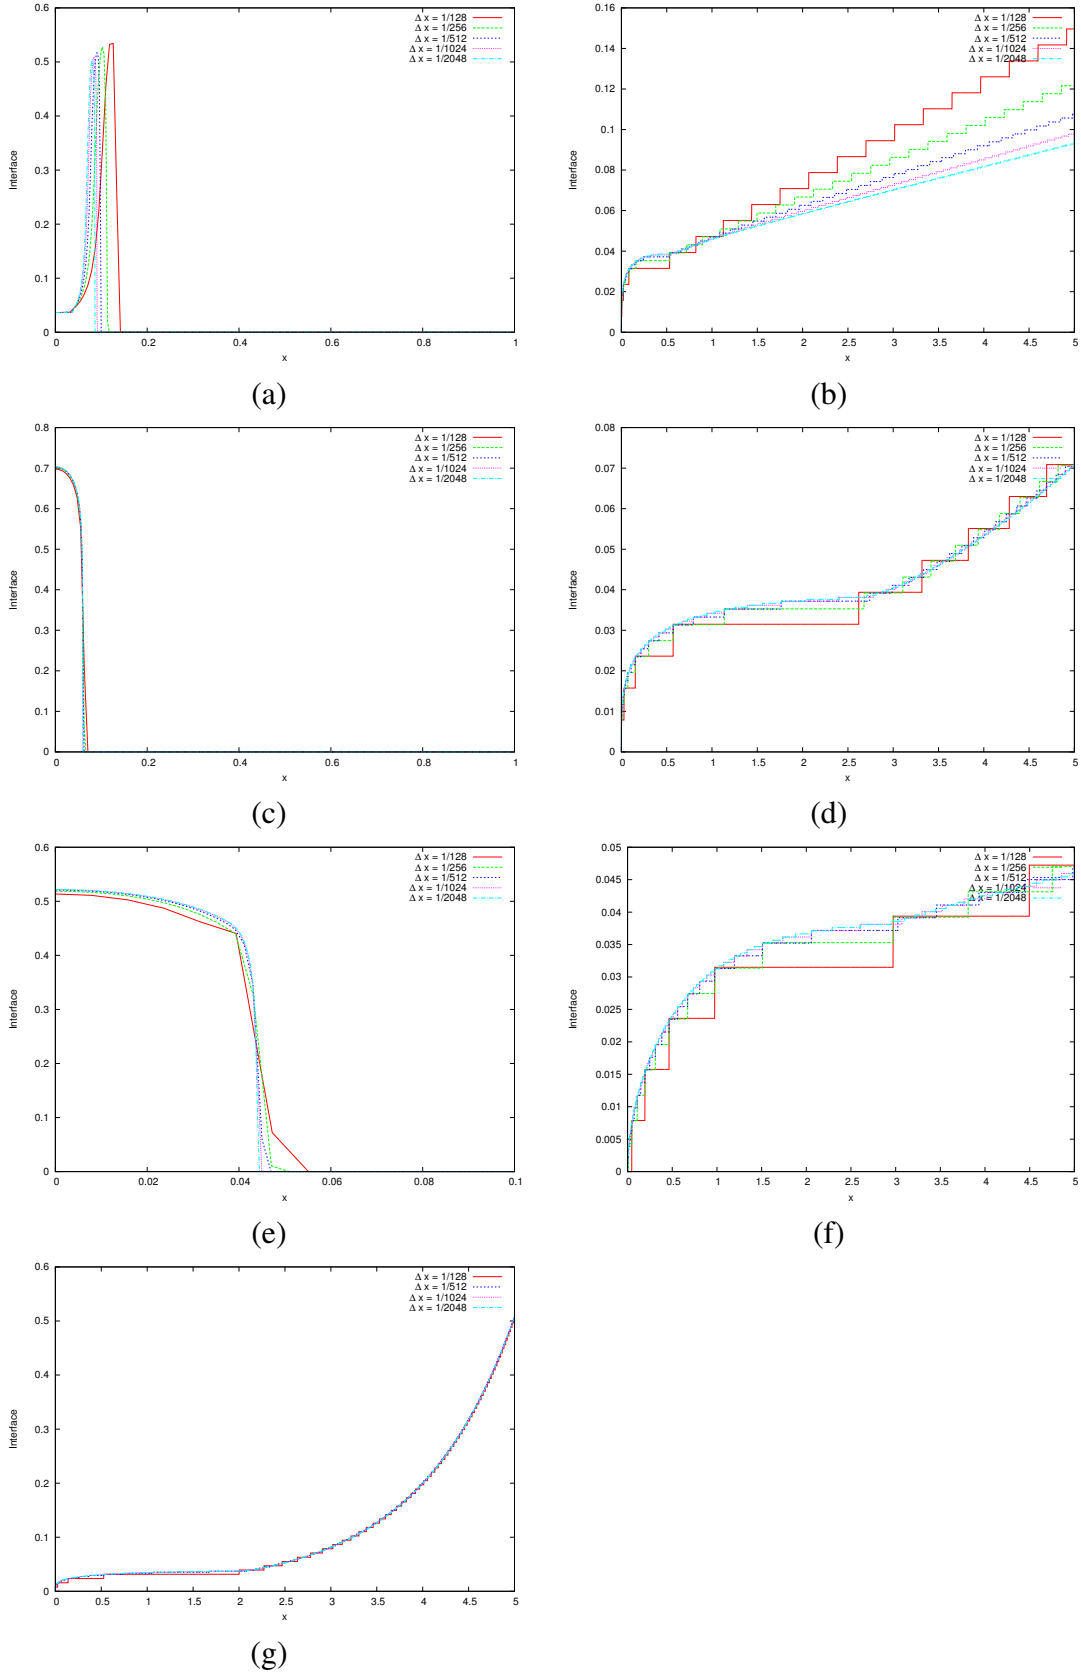 0.6
0.5
0.4
0.3
0.2
0.1
0
Interface
0 0.2 0.4 0.6 0.8 1
x
Δ x = 1/128
Δ x = 1/256
Δ x = 1/512
Δ x = 1/1024
Δ x = 1/2048
(a)
0.16
0.14
0.12
0.1
0.08
0.06
0.04
0.02
0
Interface
0 0.5 1 1.5 2 2.5 3 3.5 4 4.5 5
x
Δ x = 1/128
Δ x = 1/256
Δ x = 1/512
Δ x = 1/1024
Δ x = 1/2048
(b)
0.8
0.7
0.6
0.5
0.4
0.3
0.2
0.1
0
Interface
0 0.2 0.4 0.6 0.8 1
x
Δ x = 1/128
Δ x = 1/256
Δ x = 1/512
Δ x = 1/1024
Δ x = 1/2048
(c)
0.08
0.07
0.06
0.05
0.04
0.03
0.02
0.01
0
Interface
0 0.5 1 1.5 2 2.5 3 3.5 4 4.5 5
x
Δ x = 1/128
Δ x = 1/256
Δ x = 1/512
Δ x = 1/1024
Δ x = 1/2048
(d)
0.6
0.5
0.4
0.3
0.2
0.1
0
Interface
0 0.02 0.04 0.06 0.08 0.1
x
Δ x = 1/128
Δ x = 1/256
Δ x = 1/512
Δ x = 1/1024
Δ x = 1/2048
(e)
0.05
0.045
0.04
0.035
0.03
0.025
0.02
0.015
0.01
0.005
0
Interface
0 0.5 1 1.5 2 2.5 3 3.5 4 4.5 5
x
Δ x = 1/128
Δ x = 1/256
Δ x = 1/512
Δ x = 1/1024
Δ x = 1/2048
(f)
0.6
0.5
0.4
0.3
0.2
0.1
0
Interface
0 0.5 1 1.5 2 2.5 3 3.5 4 4.5 5
x
Δ x = 1/128
Δ x = 1/512
Δ x = 1/1024
Δ x = 1/2048
(g)